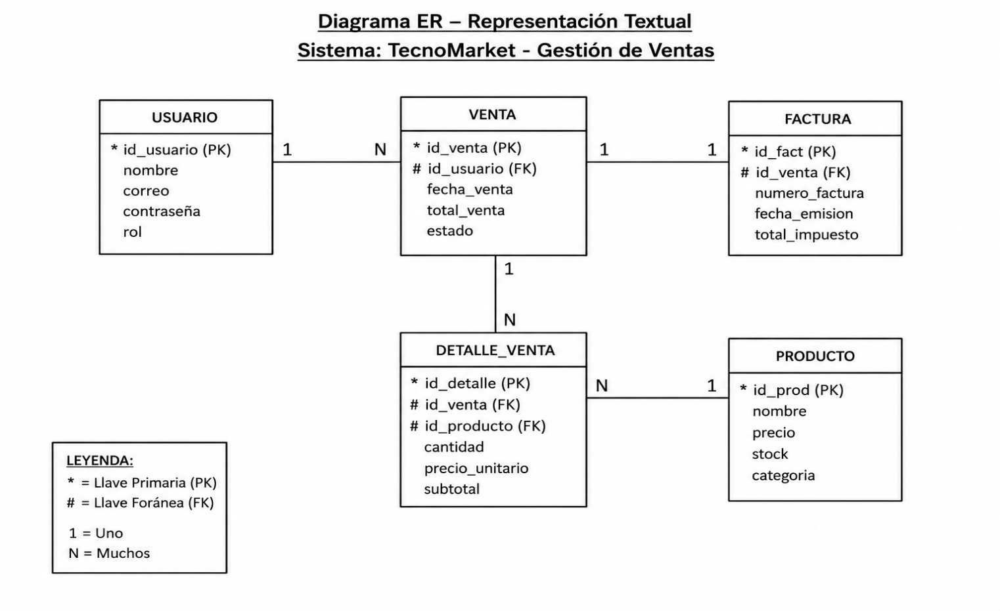 Diagrama ER – Representación Textual
Sistema: TecnoMarket - Gestión de Ventas
USUARIO
* id_usuario (PK)
nombre
correo
contraseña
rol
1
N
VENTA
* id_venta (PK)
# id_usuario (FK)
fecha_venta
total_venta
estado
1
1
FACTURA
* id_fact (PK)
# id_venta (FK)
numero_factura
fecha_emision
total_impuesto
1
N
DETALLE_VENTA
* id_detalle (PK)
# id_venta (FK)
# id_producto (FK)
cantidad
precio_unitario
subtotal
N
1
PRODUCTO
* id_prod (PK)
nombre
precio
stock
categoria
LEYENDA:
* = Llave Primaria (PK)
# = Llave Foránea (FK)
1 = Uno
N = Muchos